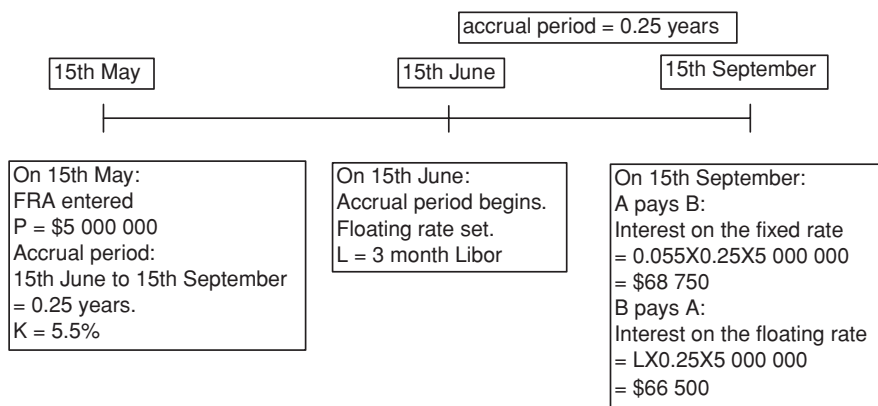 accrual period = 0.25 years
15th May
15th June
15th September
On 15th May:
FRA entered
P = $5 000 000
Accrual period:
15th June to 15th September
= 0.25 years.
K = 5.5%
On 15th June:
Accrual period begins.
Floating rate set.
L = 3 month Libor
On 15th September:
A pays B:
Interest on the fixed rate
= 0.055X0.25X5 000 000
= $68 750
B pays A:
Interest on the floating rate
= LX0.25X5 000 000
= $66 500